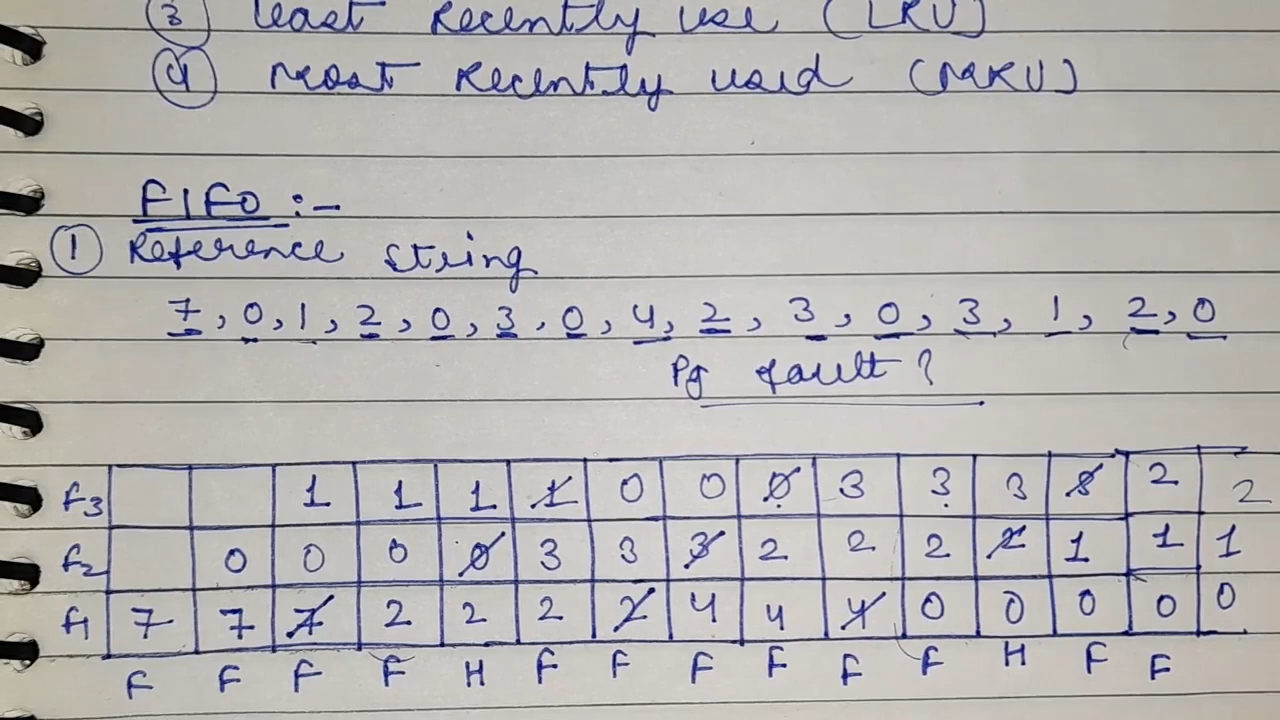 ③ Least Recently use (LRU)
④ Most Recently used (MRU)
FIFO :-
① Reference string
7, 0, 1, 2, 0, 3, 0, 4, 2, 3, 0, 3, 1, 2, 0
Pg fault ?
f3 1 1 1 1 0 0 0 3 3 3 3 2 2
f2 0 0 0 0 3 3 3 2 2 2 2 1 1 1
f1 7 7 7 2 2 2 2 4 4 4 0 0 0 0 0
F F F F H F F F F F F H F F